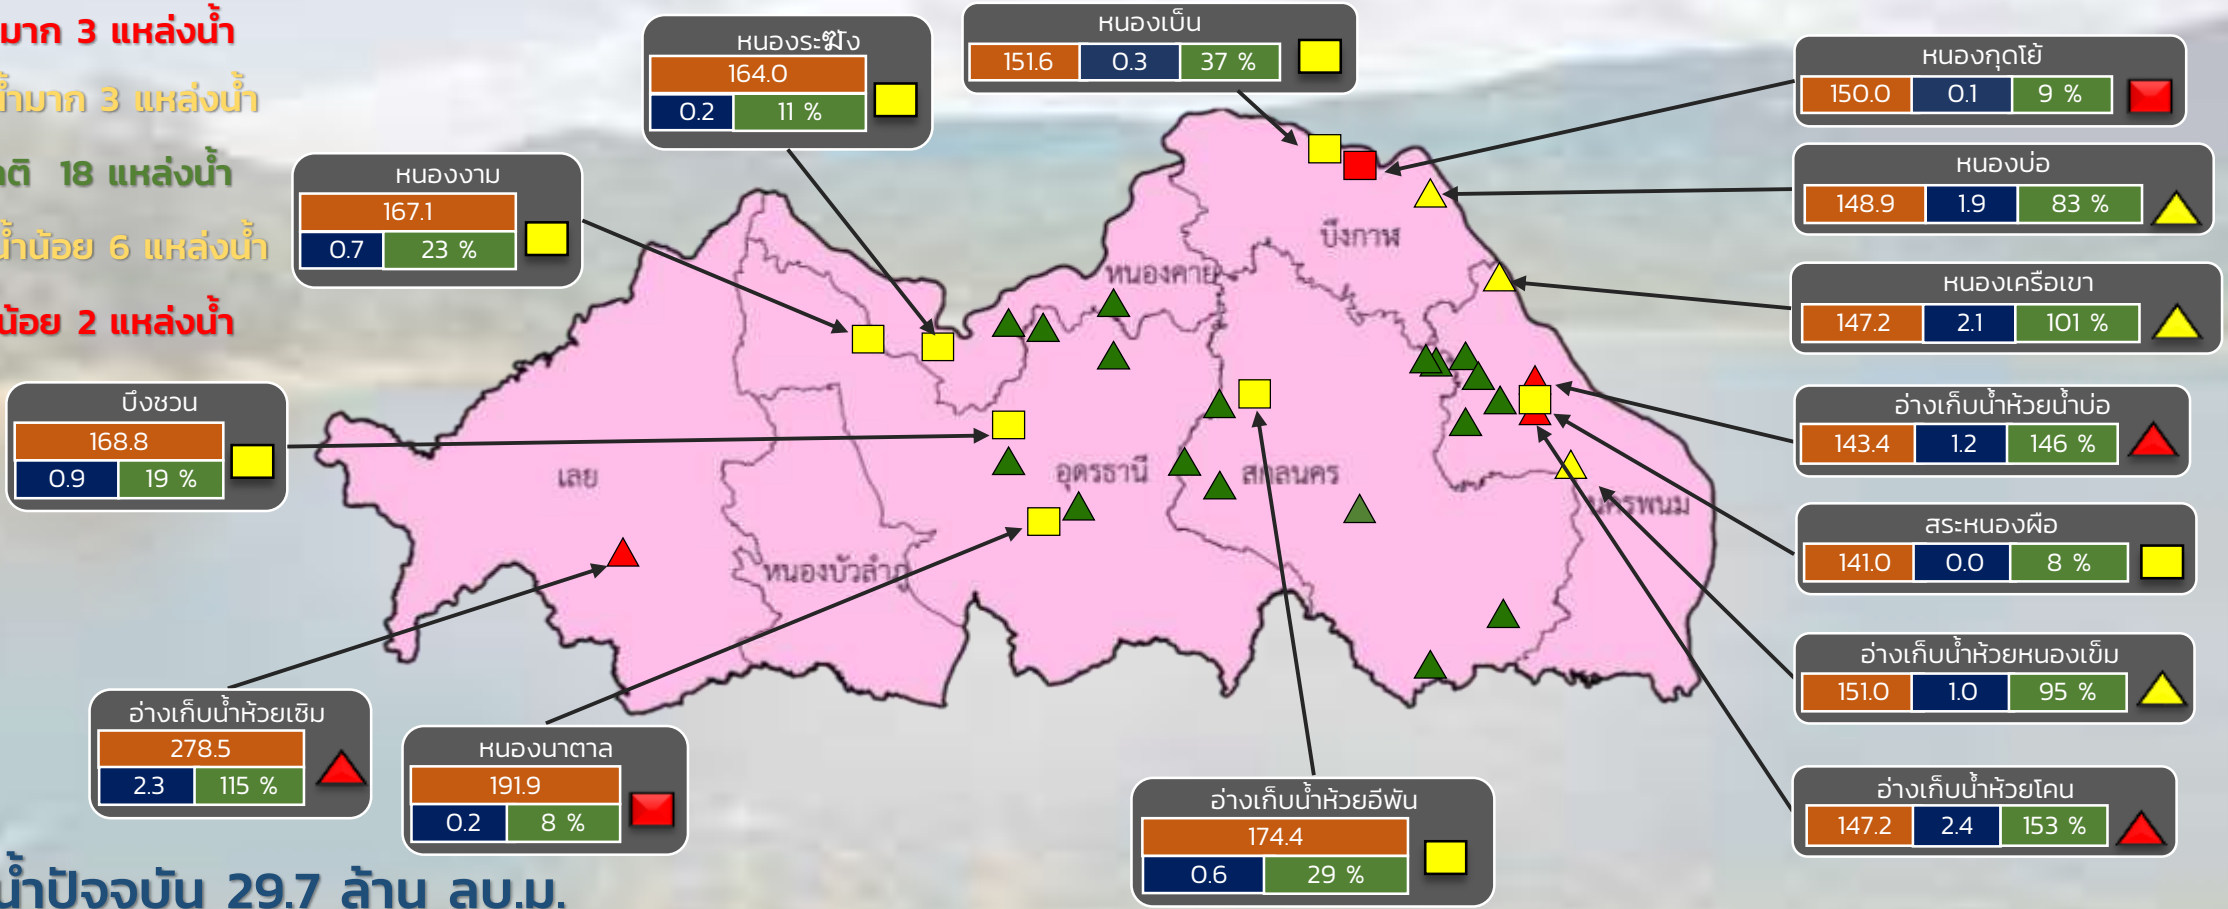 มาก 3 แหล่งน้ำ
น้ำมาก 3 แหล่งน้ำ
18 แหล่งน้ำ
น้ำน้อย 6 แหล่งน้ำ
น้อย 2 แหล่งน้ำ
หนองระฆัง
164.0
0.2 11 %
หนองเบ็น
151.6 0.3 37 %
หนองงาม
167.1
0.7 23 %
บึงชวน
168.8
0.9 19 %
อ่างเก็บน้ำห้วยเซิม
278.5
2.3 115 %
หนองนาตาล
191.9
0.2 8 %
อ่างเก็บน้ำห้วยอีพัน
174.4
0.6 29 %
หนองกุดโย้
150.0 0.1 9 %
หนองบ่อ
148.9 1.9 83 %
หนองเครือเขา
147.2 2.1 101 %
อ่างเก็บน้ำห้วยน้ำบ่อ
143.4 1.2 146 %
สระหนองผือ
141.0 0.0 8 %
อ่างเก็บน้ำห้วยหนองเข็ม
151.0 1.0 95 %
อ่างเก็บน้ำห้วยโคน
147.2 2.4 153 %
บึงกาฬ
หนองคาย
เลย
อุดรธานี
สกลนคร
นครพนม
หนองบัวลำภู
น้ำปัจจุบัน 29.7 ล้าน ลบ.ม.